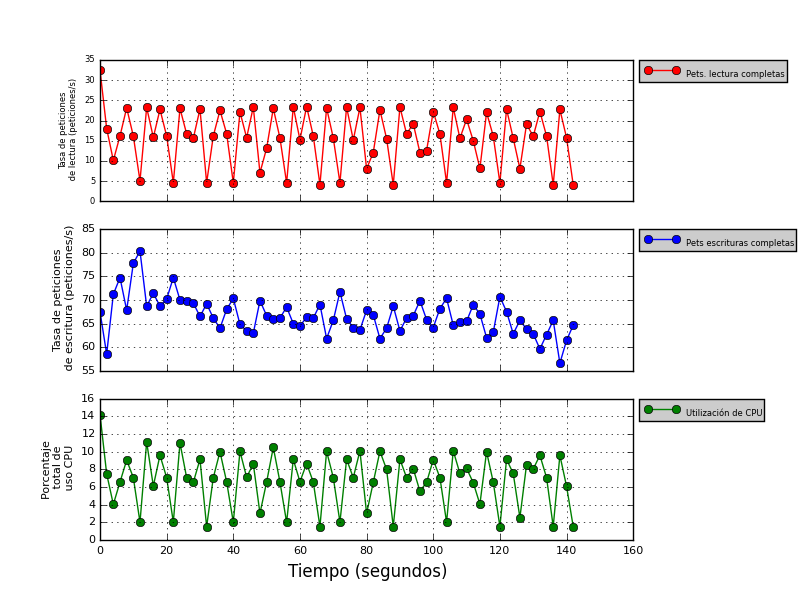 35
30
25
20
15
10
5
0
Tasa de peticiones
de lectura (peticiones/s)
Pets. lectura completas
85
80
75
70
65
60
55
Tasa de peticiones
de escritura (peticiones/s)
Pets escrituras completas
16
14
12
10
8
6
4
2
0
Porcentaje
total de
uso CPU
Utilización de CPU
0 20 40 60 80 100 120 140 160
Tiempo (segundos)